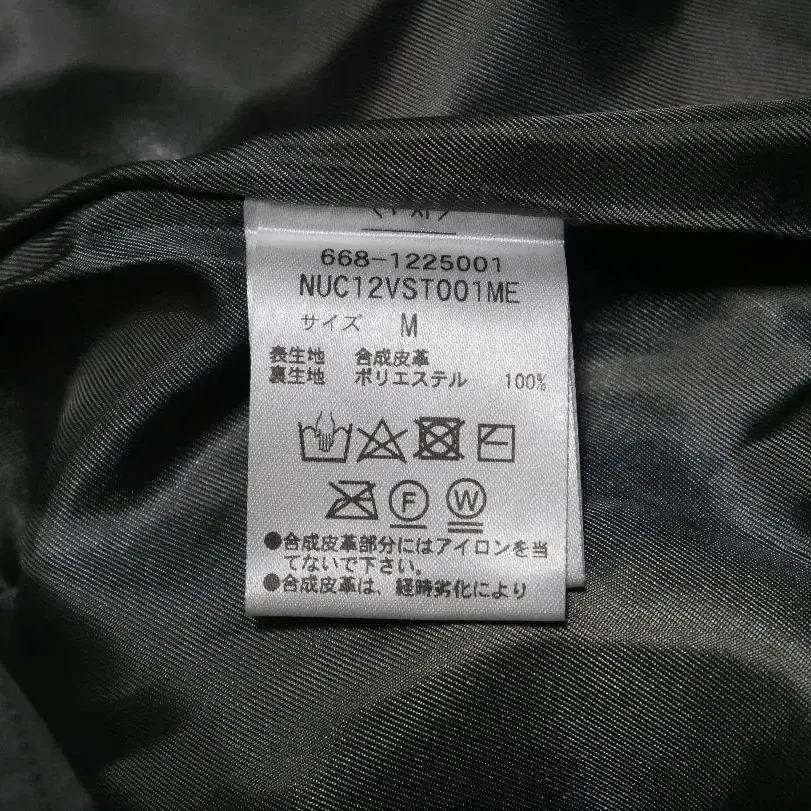 668-1225001
NUC12VST001ME
サイズ M
表生地 合成皮革
裏生地 ポリエステル 100%
F W
●合成皮革部分にはアイロンを当
てないで下さい。
●合成皮革は、経時劣化により